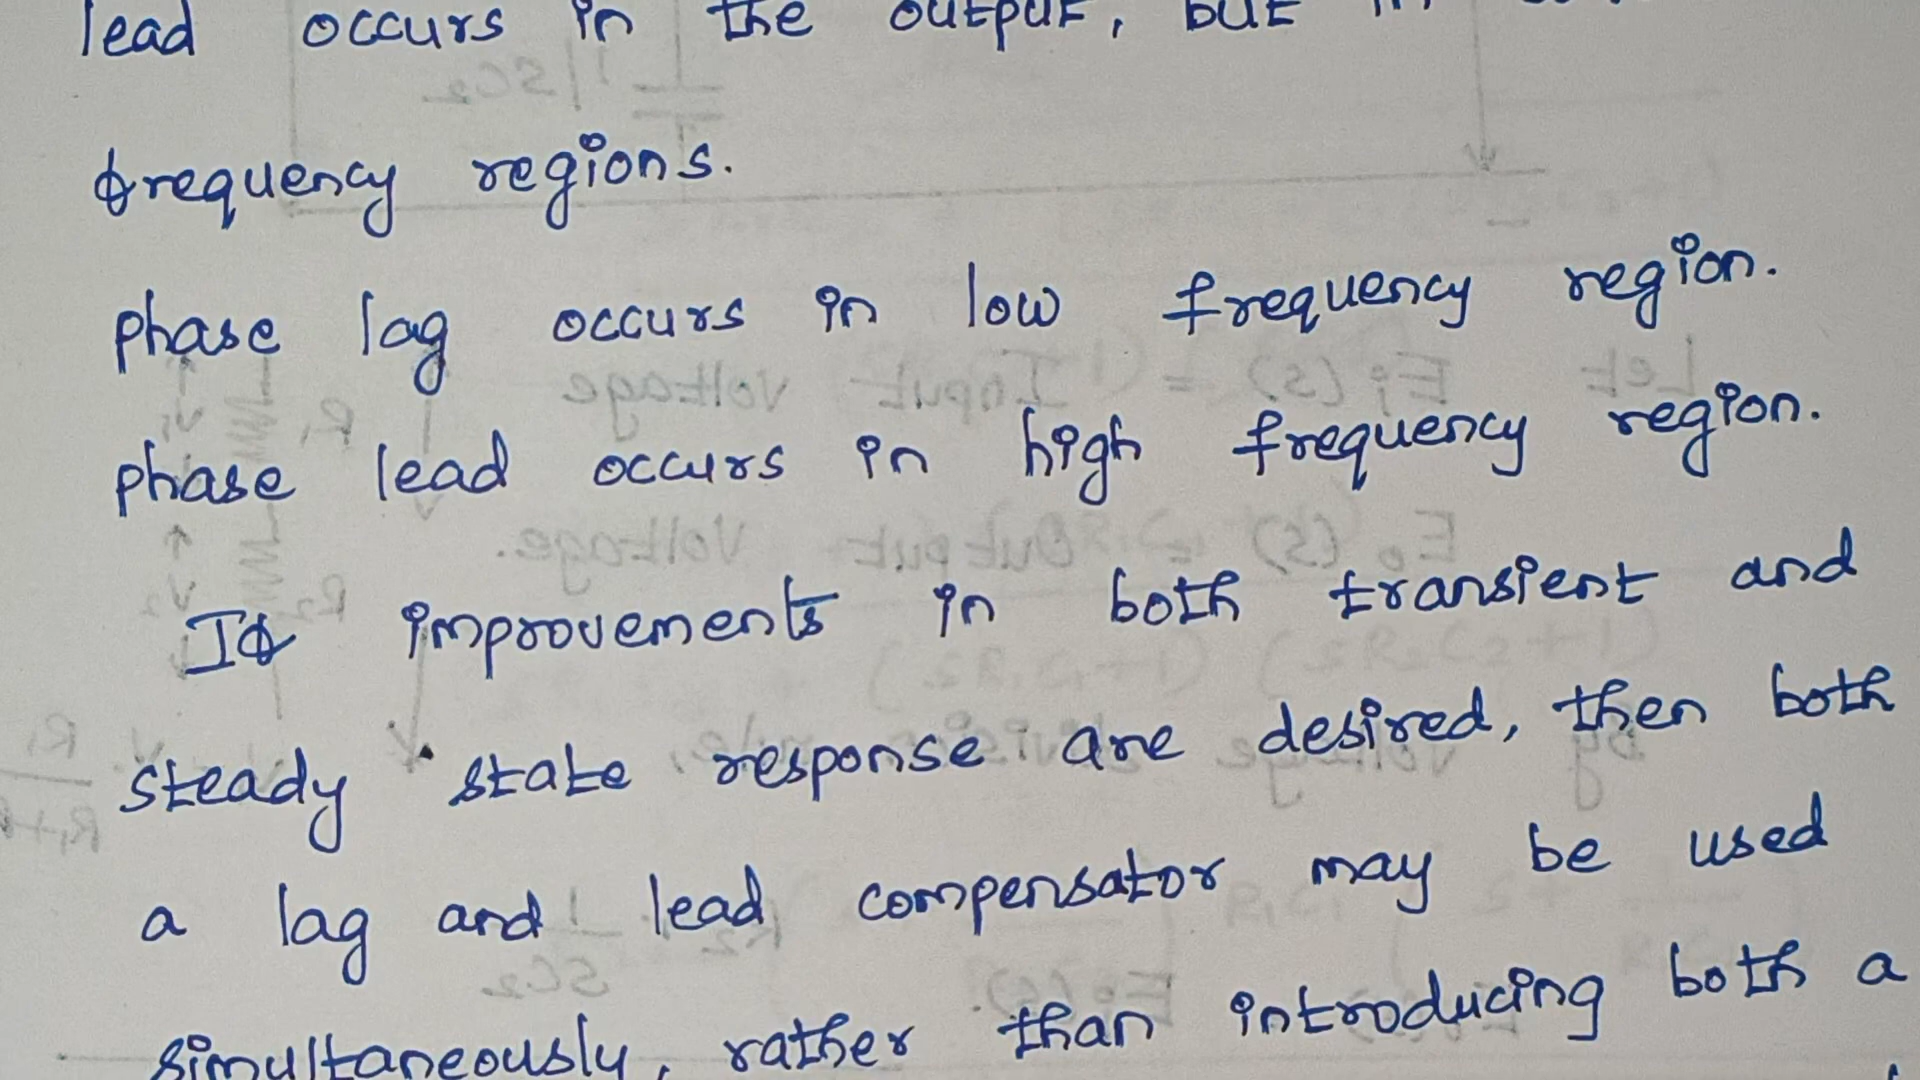 lead occurs in the output, but in
frequency regions.
phase lag occurs in low frequency region.
phase lead occurs in high frequency region.
If improvements in both transient and
steady state response are desired, then both
a lag and lead compensator may be used
simultaneously, rather than introducing both a